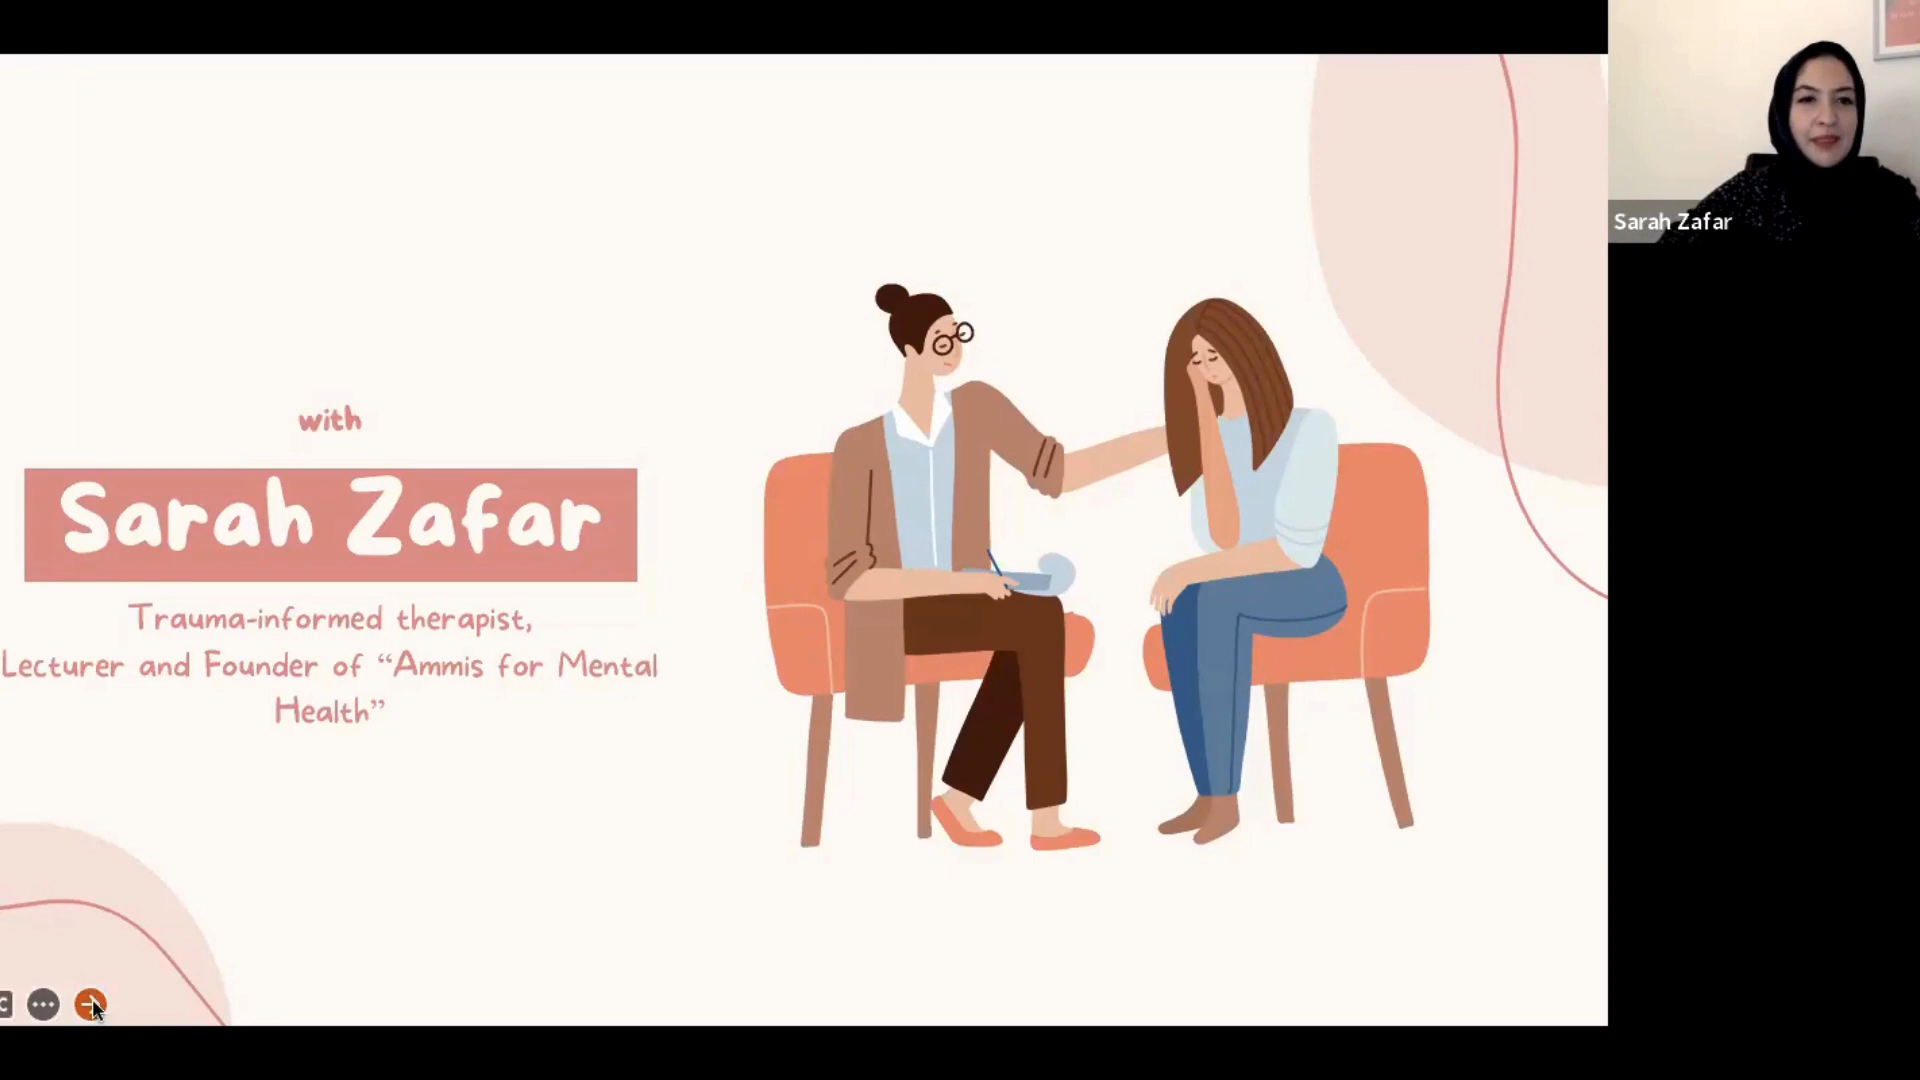 with
Sarah Zafar
Trauma-informed therapist,
Lecturer and Founder of “Ammis for Mental
Health”
Sarah Zafar